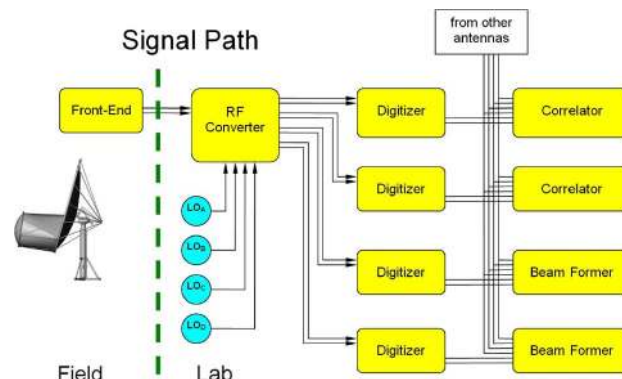 from other
antennas
Signal Path
Front-End
RF
Converter
Digitizer
Correlator
Digitizer
Correlator
LOA
LOB
LOC
LOD
Digitizer
Beam Former
Digitizer
Beam Former
Field
Lab